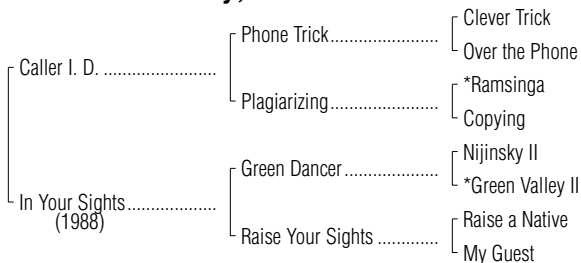 Clever Trick
Phone Trick........................
Over the Phone
Caller I. D. .........................
*Ramsinga
Plagiarizing........................
Copying
Nijinsky II
Green Dancer.....................
*Green Valley II
In Your Sights....................
(1988)
Raise a Native
Raise Your Sights .............
My Guest